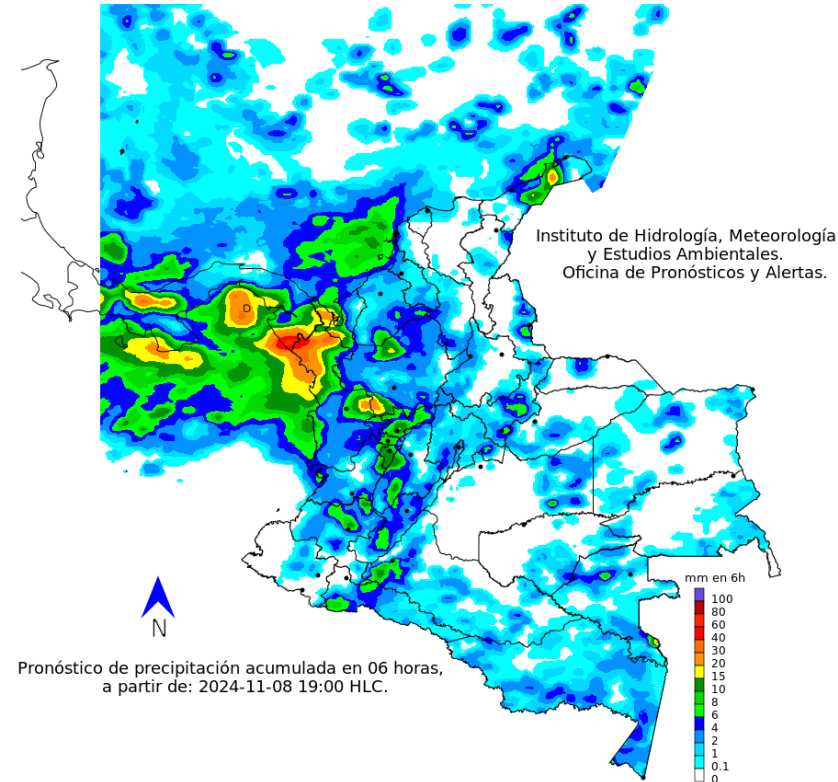 Instituto de Hidrología, Meteorología
y Estudios Ambientales.
Oficina de Pronósticos y Alertas.
mm en 6h
100
80
60
40
30
20
15
10
8
6
4
2
1
0.1
0
N
Pronóstico de precipitación acumulada en 06 horas,
a partir de: 2024-11-08 19:00 HLC.